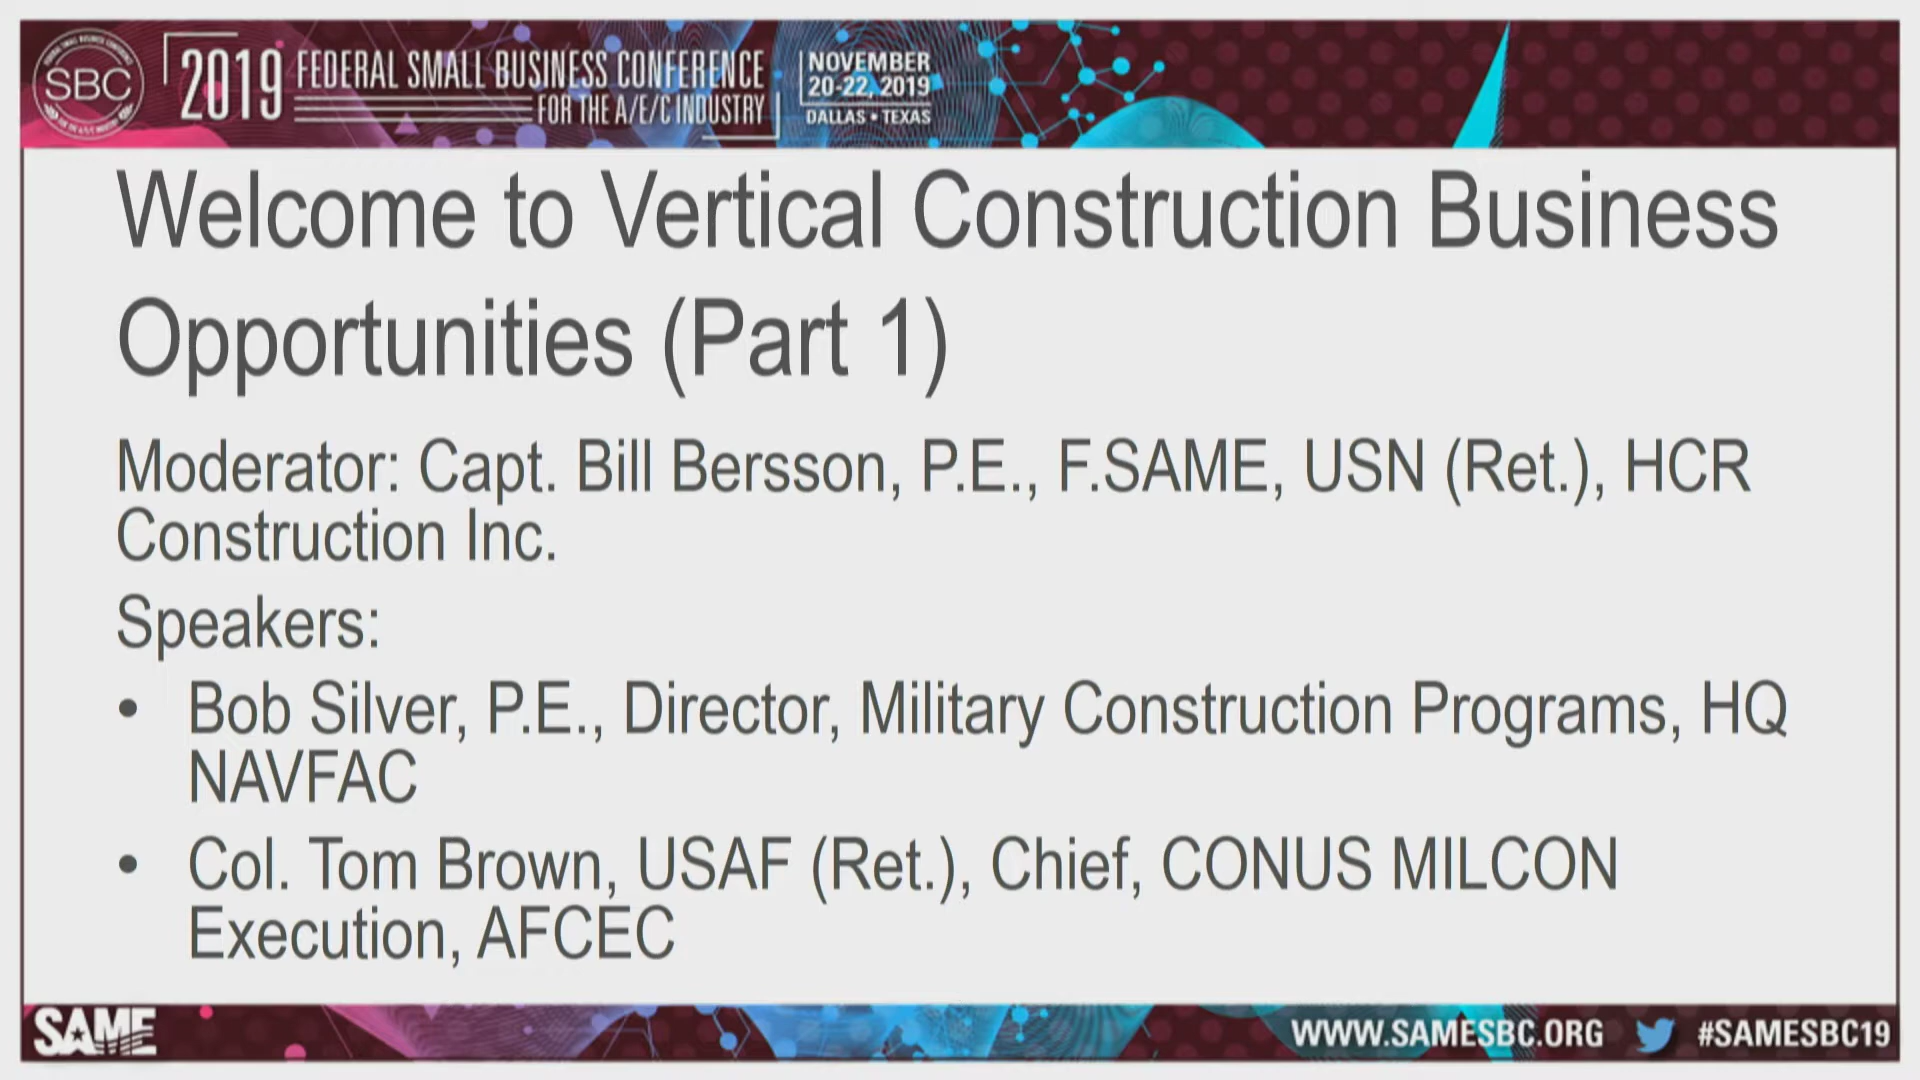 SBC
2019 FEDERAL SMALL BUSINESS CONFERENCE
FOR THE A/E/C INDUSTRY
NOVEMBER
20-22, 2019
DALLAS • TEXAS
Welcome to Vertical Construction Business
Opportunities (Part 1)
Moderator: Capt. Bill Bersson, P.E., F.SAME, USN (Ret.), HCR
Construction Inc.
Speakers:
• Bob Silver, P.E., Director, Military Construction Programs, HQ
NAVFAC
• Col. Tom Brown, USAF (Ret.), Chief, CONUS MILCON
Execution, AFCEC
SAME
WWW.SAMESBC.ORG
#SAMESBC19